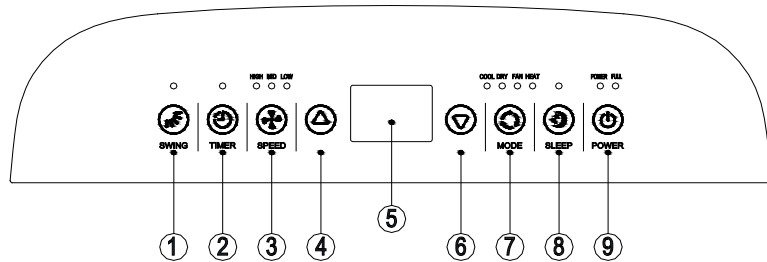 HIGH MID LOW
COOL DRY FAN HEAT
POWER FULL
SWING TIMER SPEED MODE SLEEP POWER
1 2 3 4 5 6 7 8 9